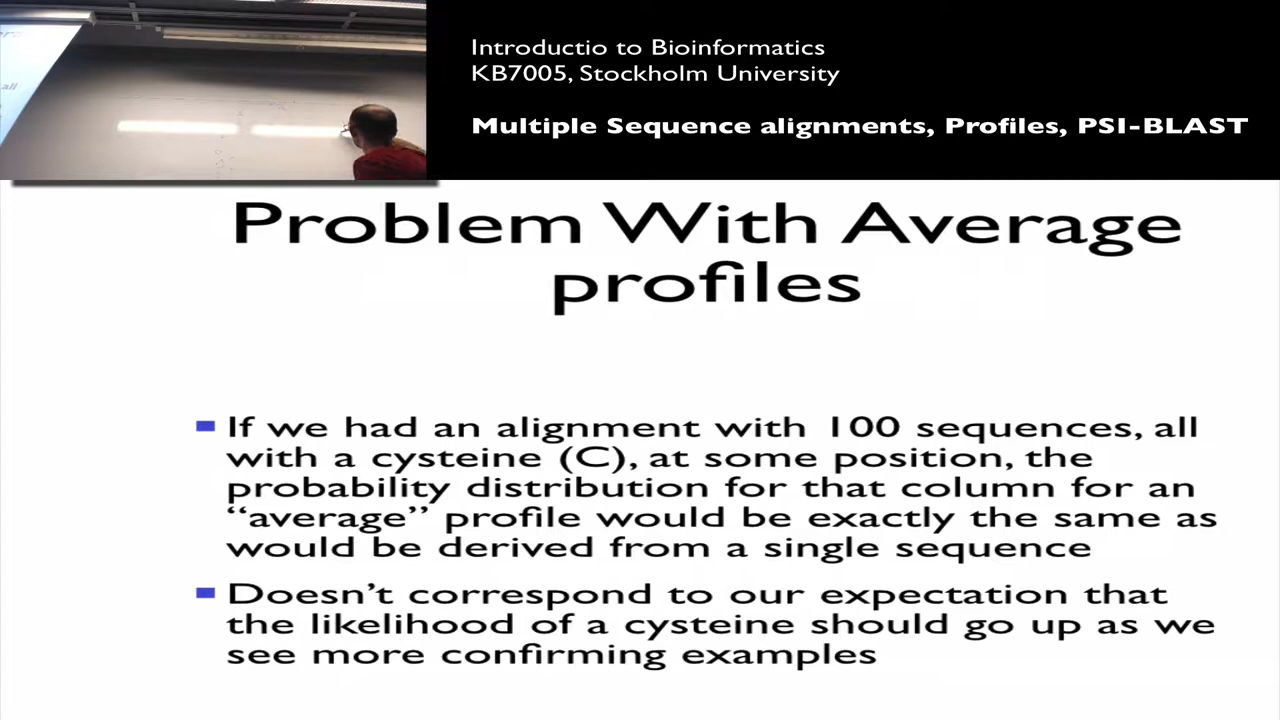 Introductio to Bioinformatics
KB7005, Stockholm University
Multiple Sequence alignments, Profiles, PSI-BLAST
all
Problem With Average
profiles
If we had an alignment with 100 sequences, all
with a cysteine (C), at some position, the
probability distribution for that column for an
“average” profile would be exactly the same as
would be derived from a single sequence
Doesn’t correspond to our expectation that
the likelihood of a cysteine should go up as we
see more confirming examples